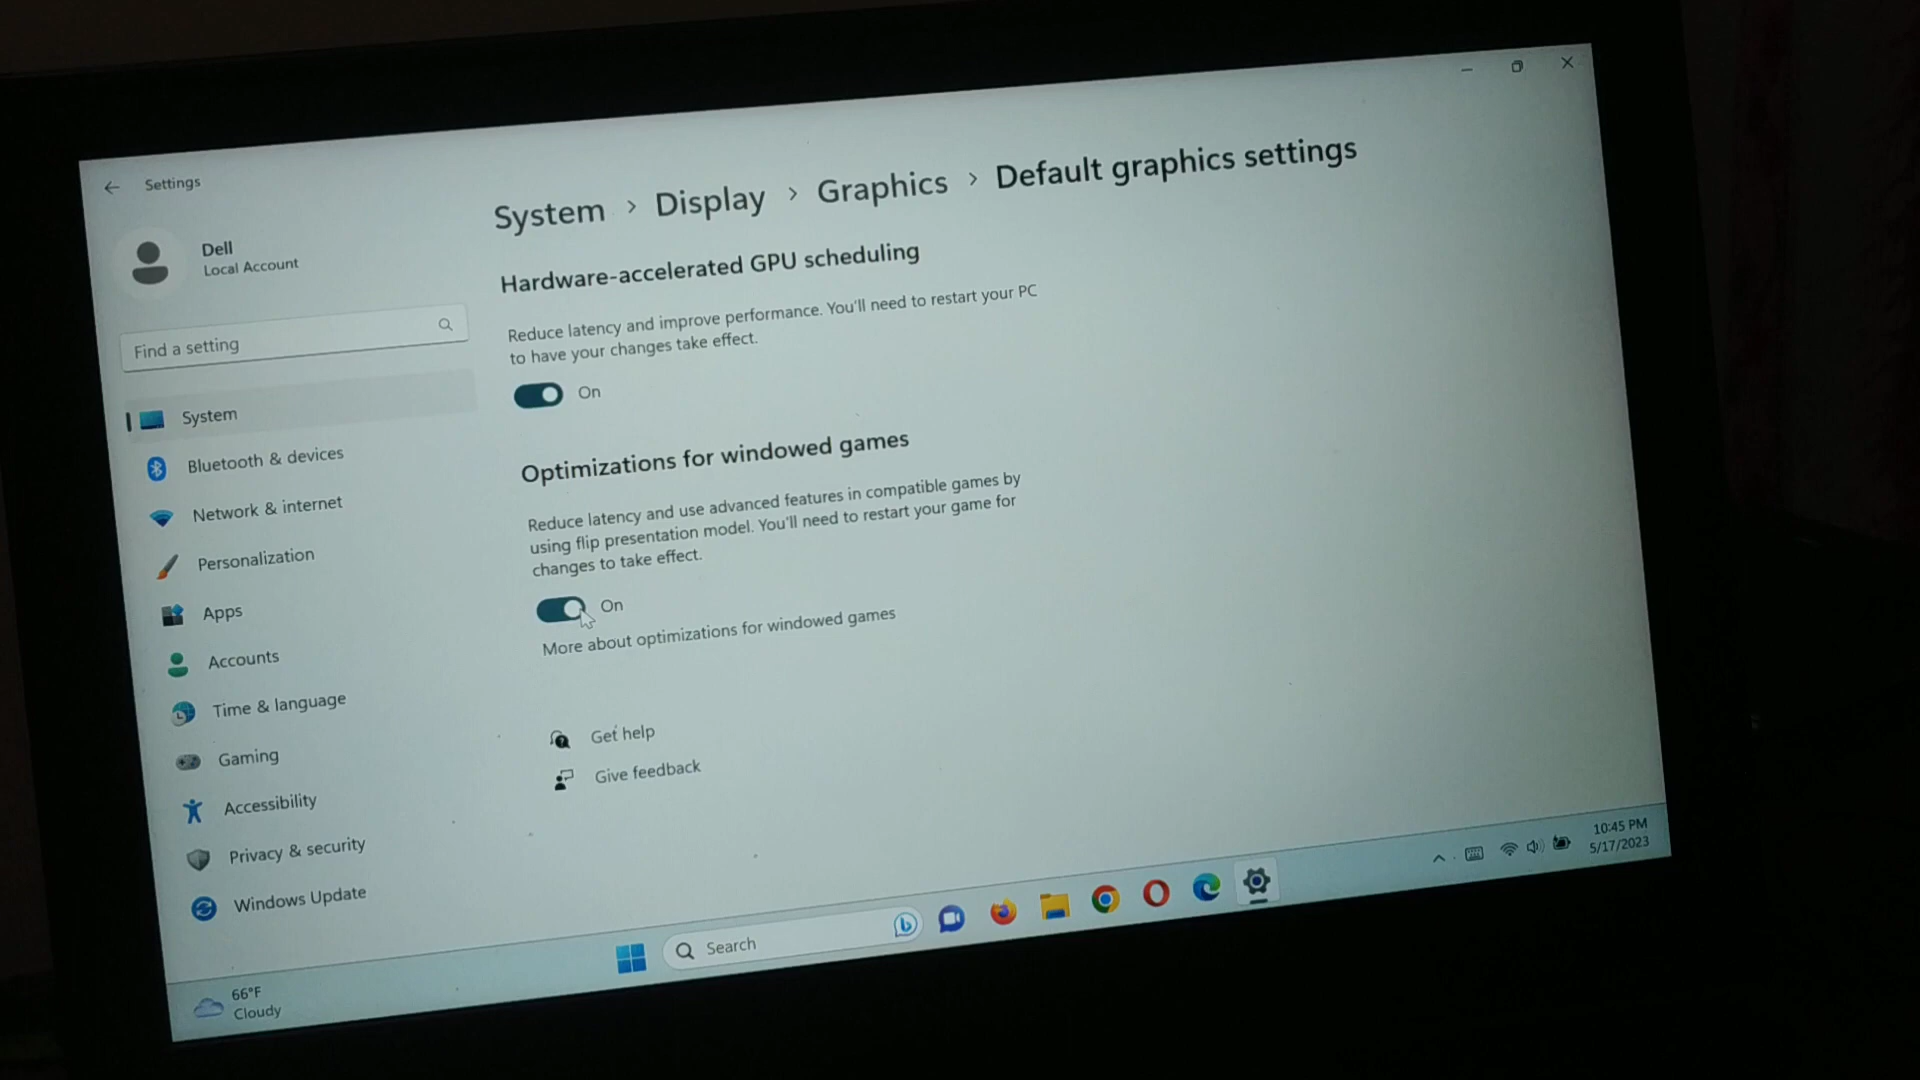 Settings
Dell
Local Account
Find a setting
System
Bluetooth & devices
Network & internet
Personalization
Apps
Accounts
Time & language
Gaming
Accessibility
Privacy & security
Windows Update
System > Display > Graphics > Default graphics settings
Hardware-accelerated GPU scheduling
Reduce latency and improve performance. You'll need to restart your PC
to have your changes take effect.
On
Optimizations for windowed games
Reduce latency and use advanced features in compatible games by
using flip presentation model. You'll need to restart your game for
changes to take effect.
On
More about optimizations for windowed games
Get help
Give feedback
66°F
Cloudy
Search
10:45 PM
5/17/2023